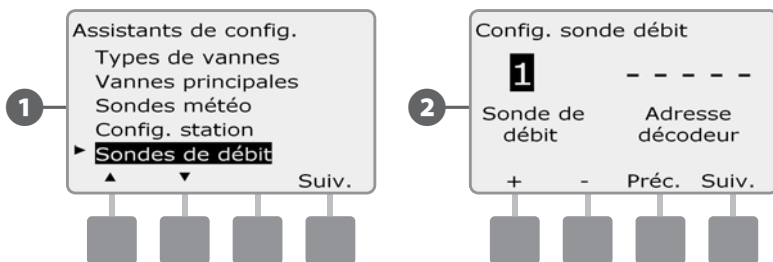 1
Assistants de config.
Types de vannes
Vannes principales
Sondes météo
Config. station
► Sondes de débit
▲ ▼ Suiv.
2
Config. sonde débit
1 - - - - -
Sonde de débit
Adresse décodeur
+ - Préc. Suiv.